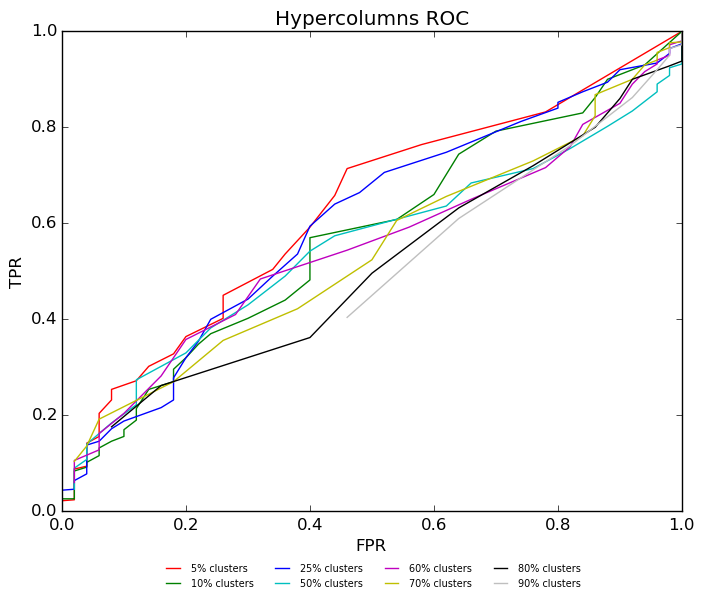 Hypercolumns ROC
1.0
0.8
0.6
0.4
0.2
0.0
TPR
0.0 0.2 0.4 0.6 0.8 1.0
FPR
5% clusters 25% clusters 60% clusters 80% clusters
10% clusters 50% clusters 70% clusters 90% clusters